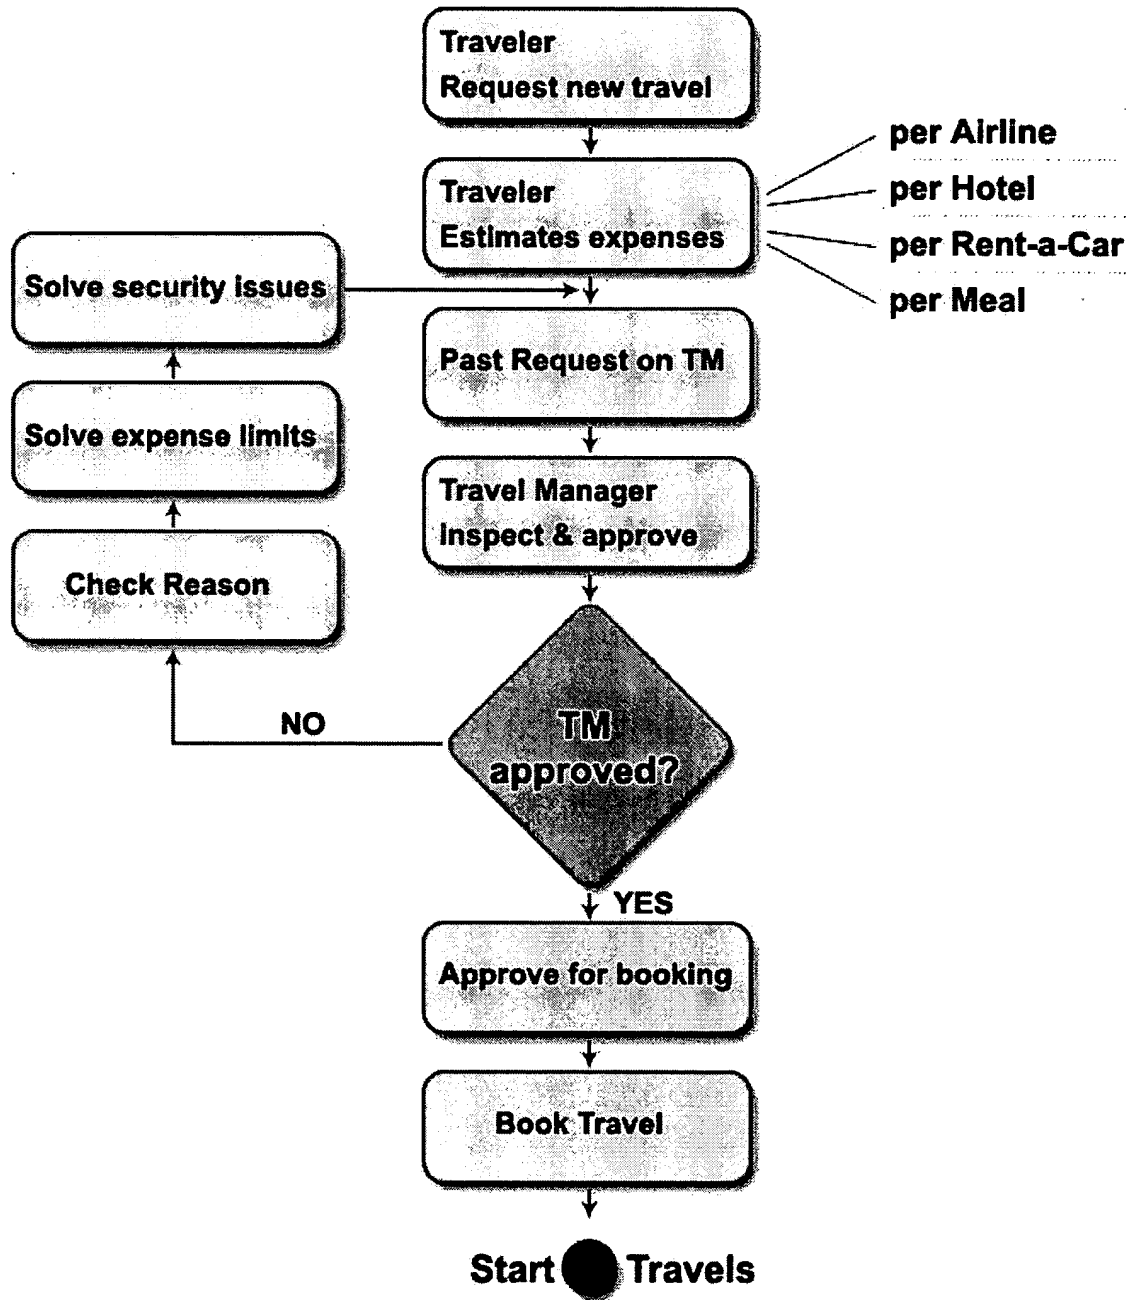 Traveler
Request new travel
per Airline
Traveler
Estimates expenses
per Hotel
per Rent-a-Car
per Meal
Solve security issues
Past Request on TM
Solve expense limits
Travel Manager
Inspect & approve
Check Reason
NO
TM
approved?
YES
Approve for booking
Book Travel
Start Travels